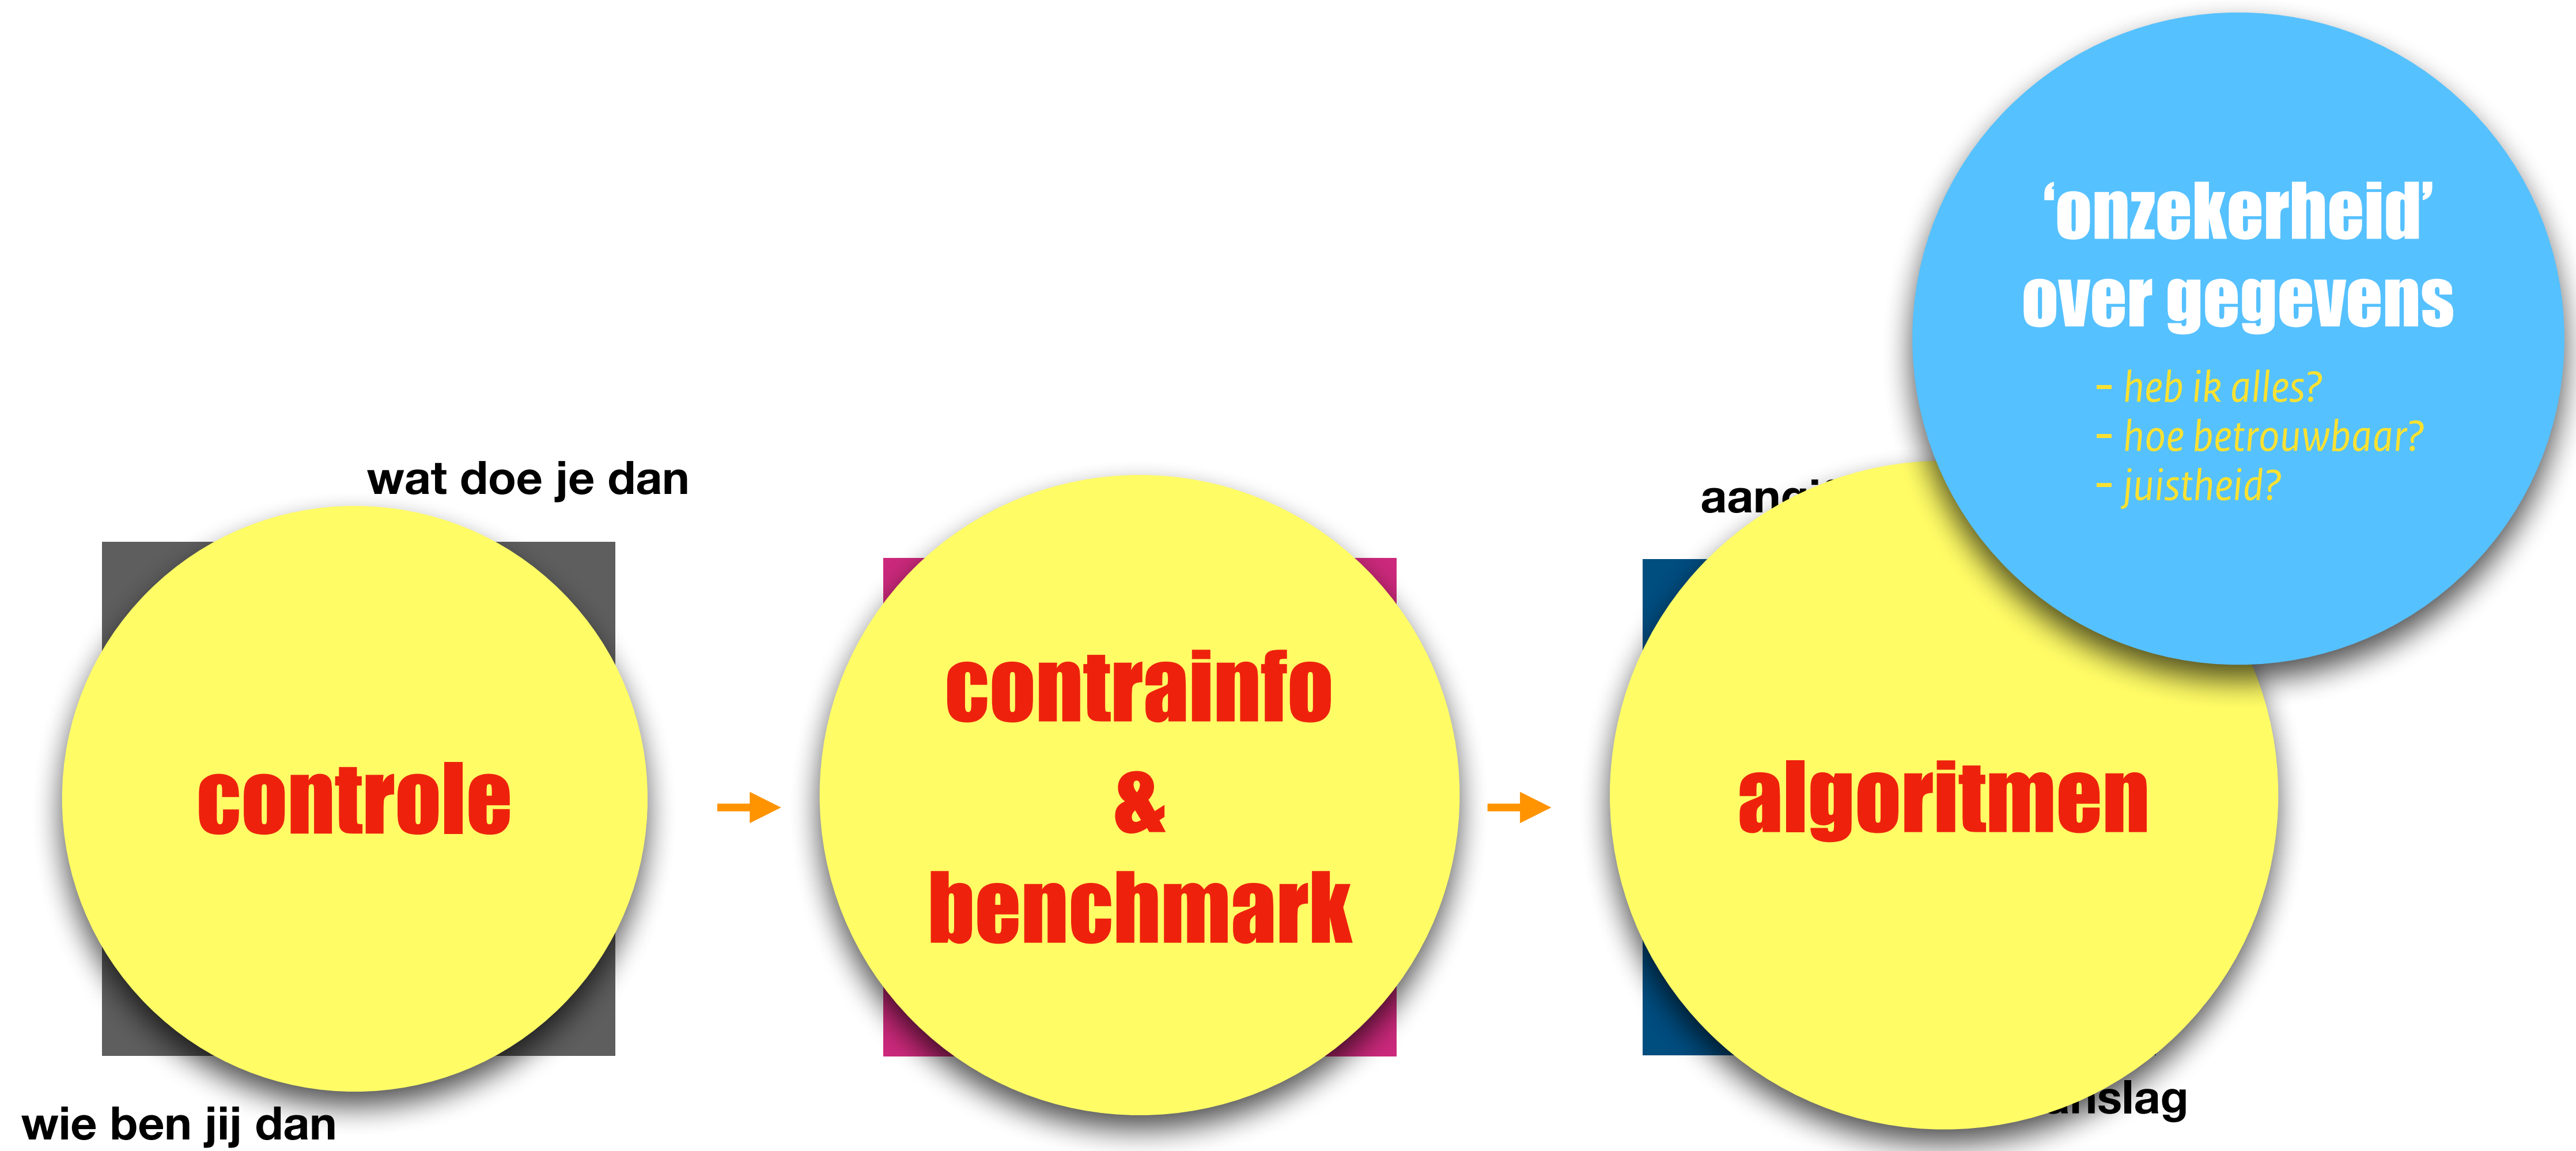 ‘onzekerheid’
over gegevens
- heb ik alles?
- hoe betrouwbaar?
- juistheid?
wat doe je dan
controle
contrainfo
&
benchmark
algoritmen
wie ben jij dan